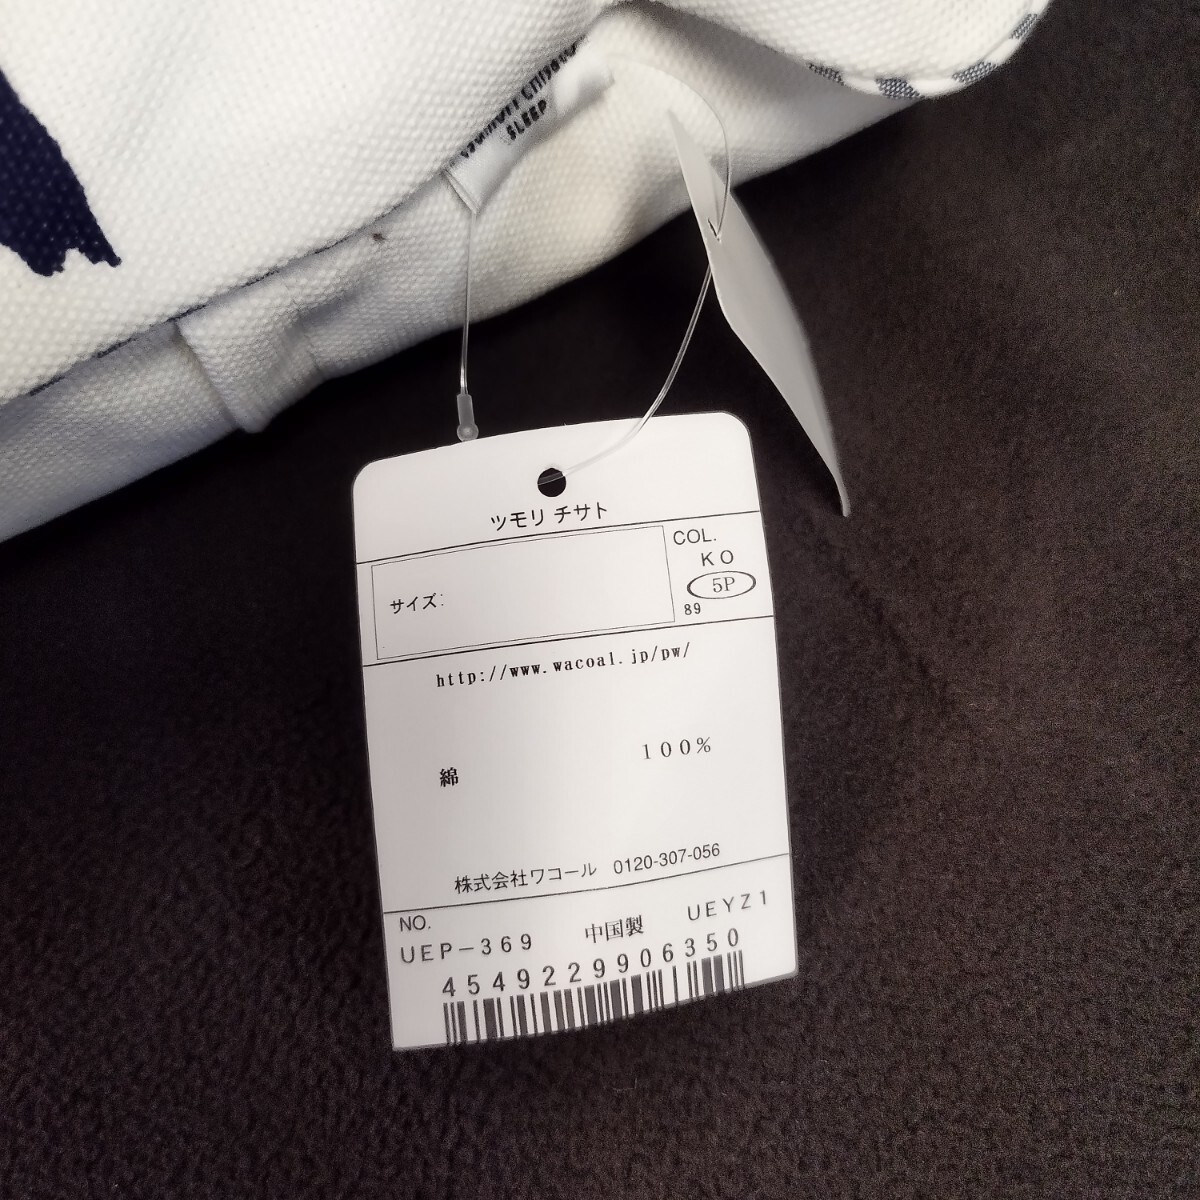 SLEEP
ツモリ チサト
サイズ:
COL.
KO
5P
89
http://www.wacoal.jp/pw/
綿 100%
株式会社ワコール 0120-307-056
NO.
UEP-369 中国製 UEYZ1
4549229906350